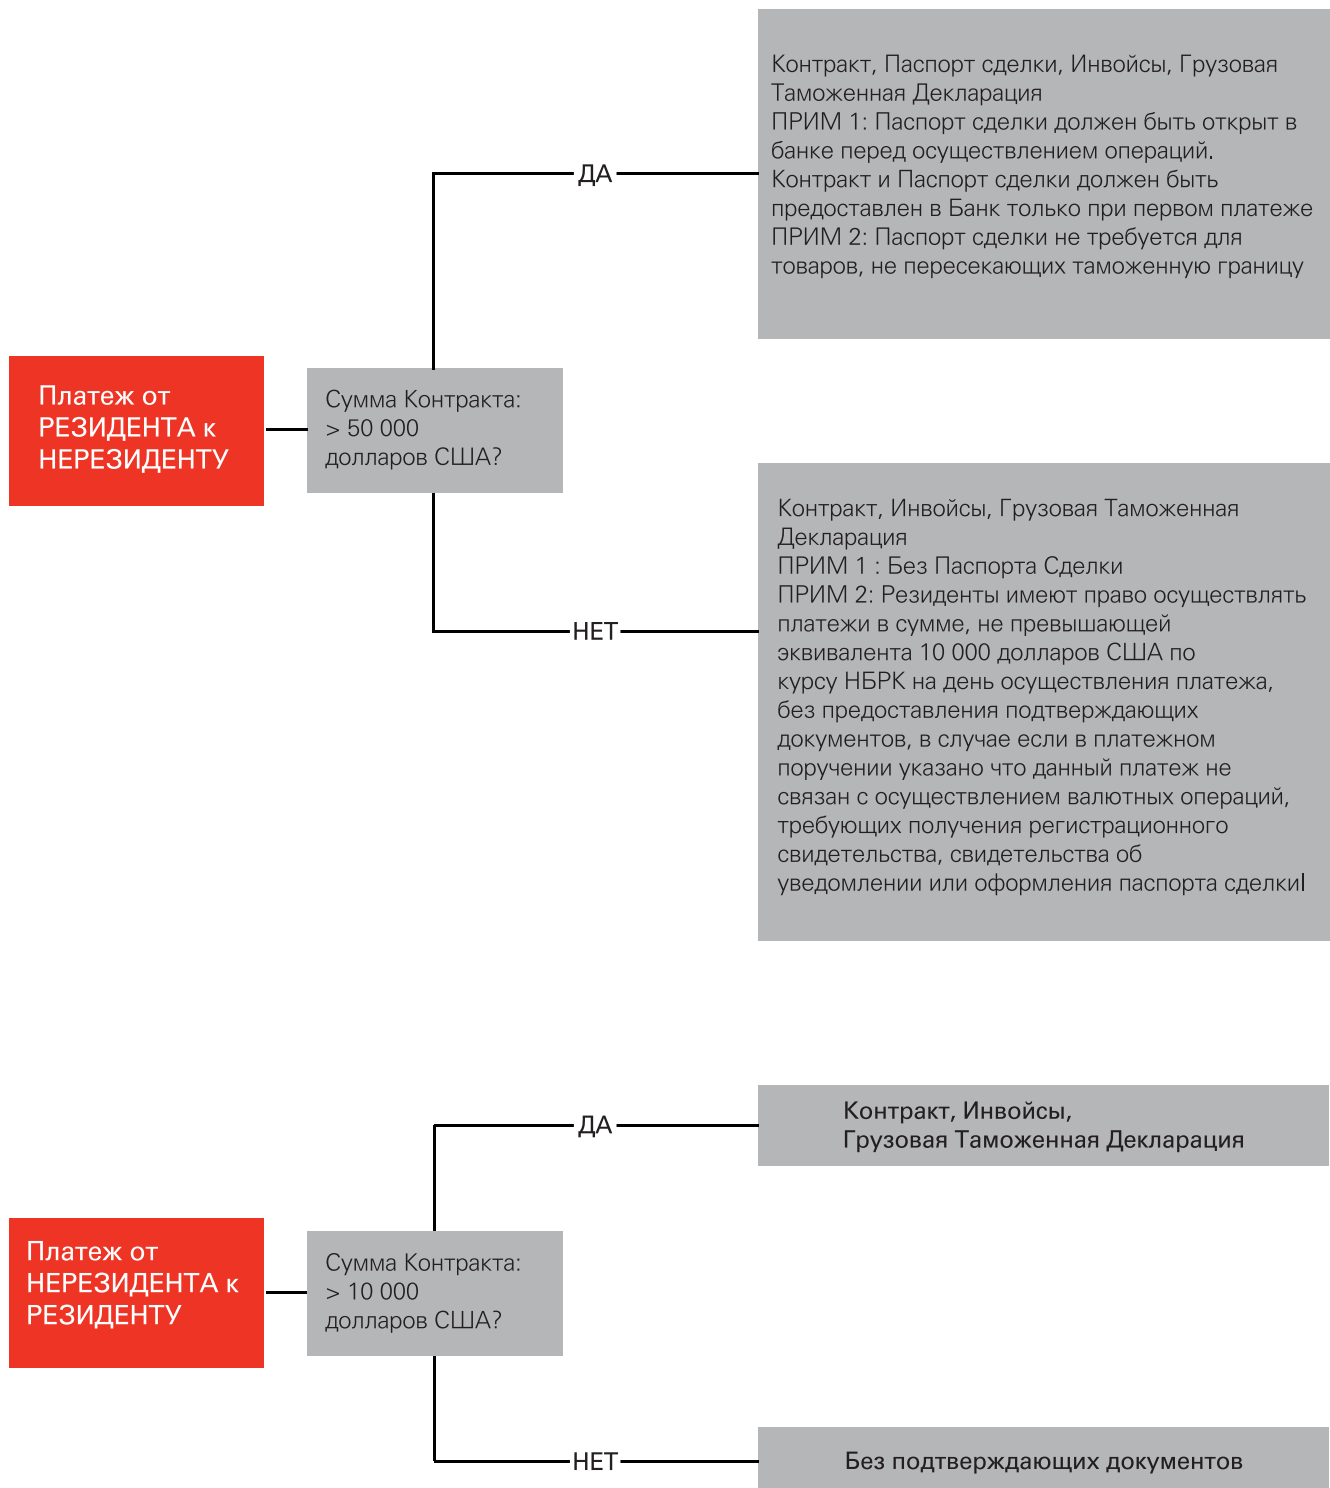 Контракт, Паспорт сделки, Инвойсы, Грузовая
Таможенная Декларация
ПРИМ 1: Паспорт сделки должен быть открыт в
банке перед осуществлением операций.
Контракт и Паспорт сделки должен быть
предоставлен в Банк только при первом платеже
ПРИМ 2: Паспорт сделки не требуется для
товаров, не пересекающих таможенную границу
ДА
Платеж от
РЕЗИДЕНТА к
НЕРЕЗИДЕНТУ
Сумма Контракта:
> 50 000
долларов США?
НЕТ
Контракт, Инвойсы, Грузовая Таможенная
Декларация
ПРИМ 1 : Без Паспорта Сделки
ПРИМ 2: Резиденты имеют право осуществлять
платежи в сумме, не превышающей
эквивалента 10 000 долларов США по
курсу НБРК на день осуществления платежа,
без предоставления подтверждающих
документов, в случае если в платежном
поручении указано что данный платеж не
связан с осуществлением валютных операций,
требующих получения регистрационного
свидетельства, свидетельства об
уведомлении или оформления паспорта сделкиl
ДА
Контракт, Инвойсы,
Грузовая Таможенная Декларация
Платеж от
НЕРЕЗИДЕНТА к
РЕЗИДЕНТУ
Сумма Контракта:
> 10 000
долларов США?
НЕТ
Без подтверждающих документов